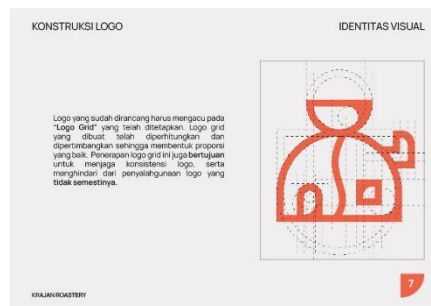 KONSTRUKSI LOGO
IDENTITAS VISUAL
Logo yang sudah dirancang harus mengacu pada
"Logo Grid" yang telah ditetapkan. Logo grid
yang dibuat telah diperhitungkan dan
dipertimbangkan sehingga membentuk proporsi
yang baik. Penerapan logo grid ini juga bertujuan
untuk menjaga konsistensi logo, serta
menghindari dari penyalahgunaan logo yang
tidak semestinya.
KRAJAN ROASTERY
7